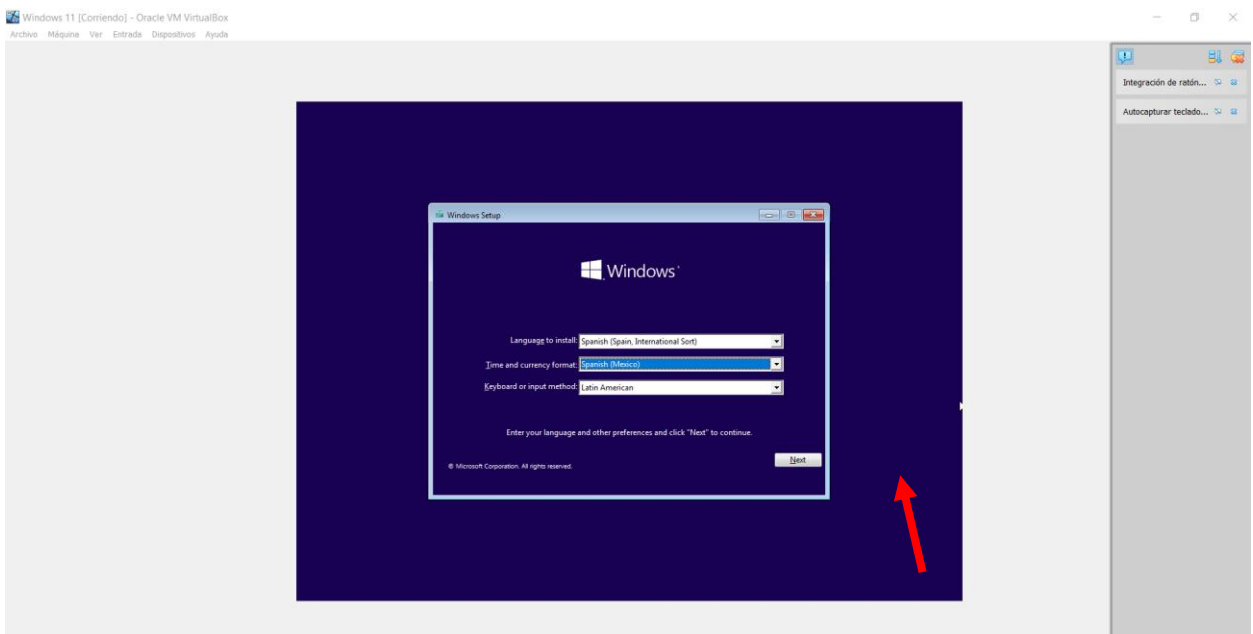 Windows 11 [Corriendo] - Oracle VM VirtualBox
Archivo Máquina Ver Entrada Dispositivos Ayuda
Integración de ratón...
Autocapturar teclado...
Windows Setup
Windows
Language to install: Spanish (Spain, International Sort)
Time and currency format: Spanish (Mexico)
Keyboard or input method: Latin American
Enter your language and other preferences and click "Next" to continue.
© Microsoft Corporation. All rights reserved.
Next